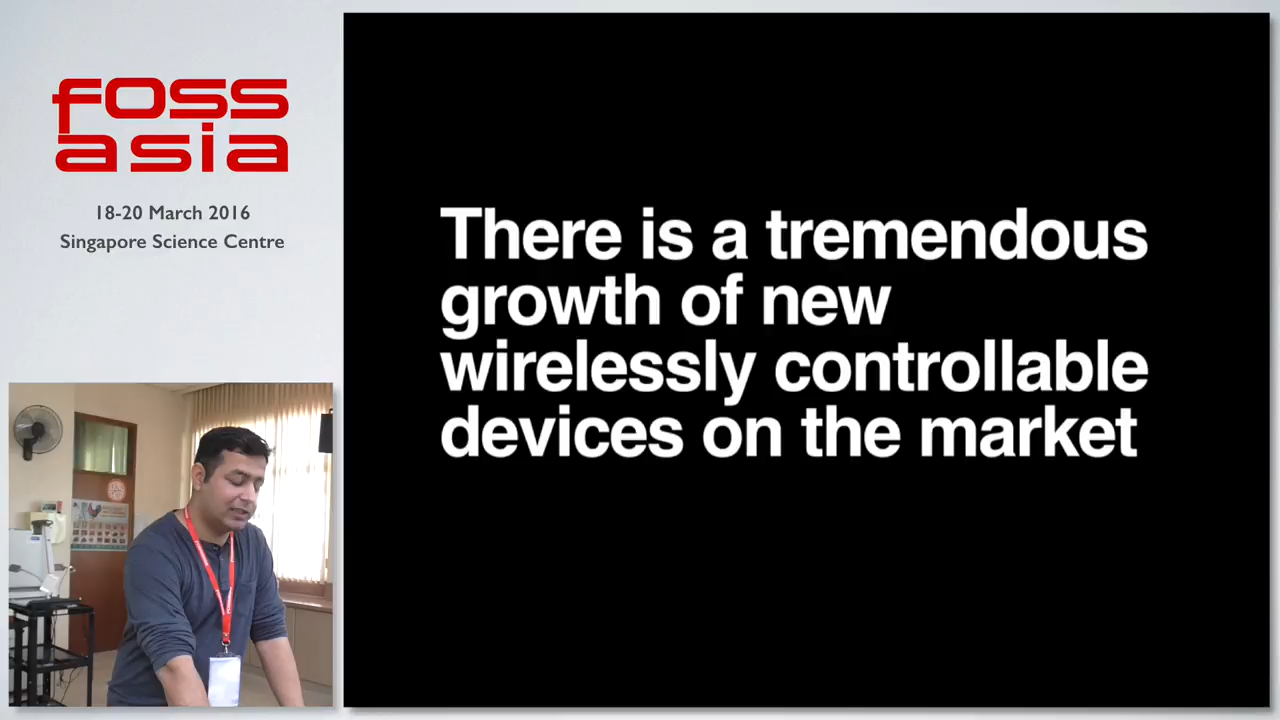 foss
asia
18-20 March 2016
Singapore Science Centre
There is a tremendous
growth of new
wirelessly controllable
devices on the market